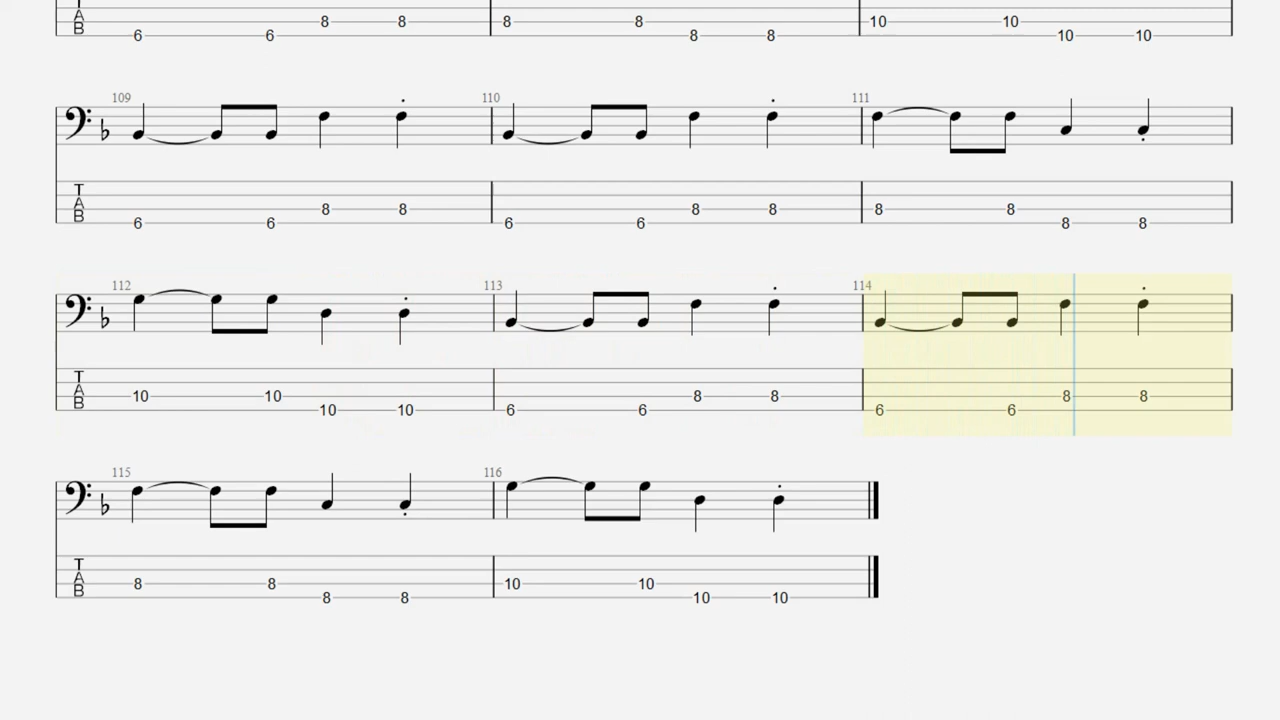 8 8 8 8 10 10
6 6 8 8 10 10
109 110 111
T
A
B
8 8 8 8 8 8
6 6 6 6 8 8
112 113 114
T
A
B
10 10 8 8 8 8
10 10 6 6 6 6
115 116
T
A
B
8 8 10 10
8 8 10 10